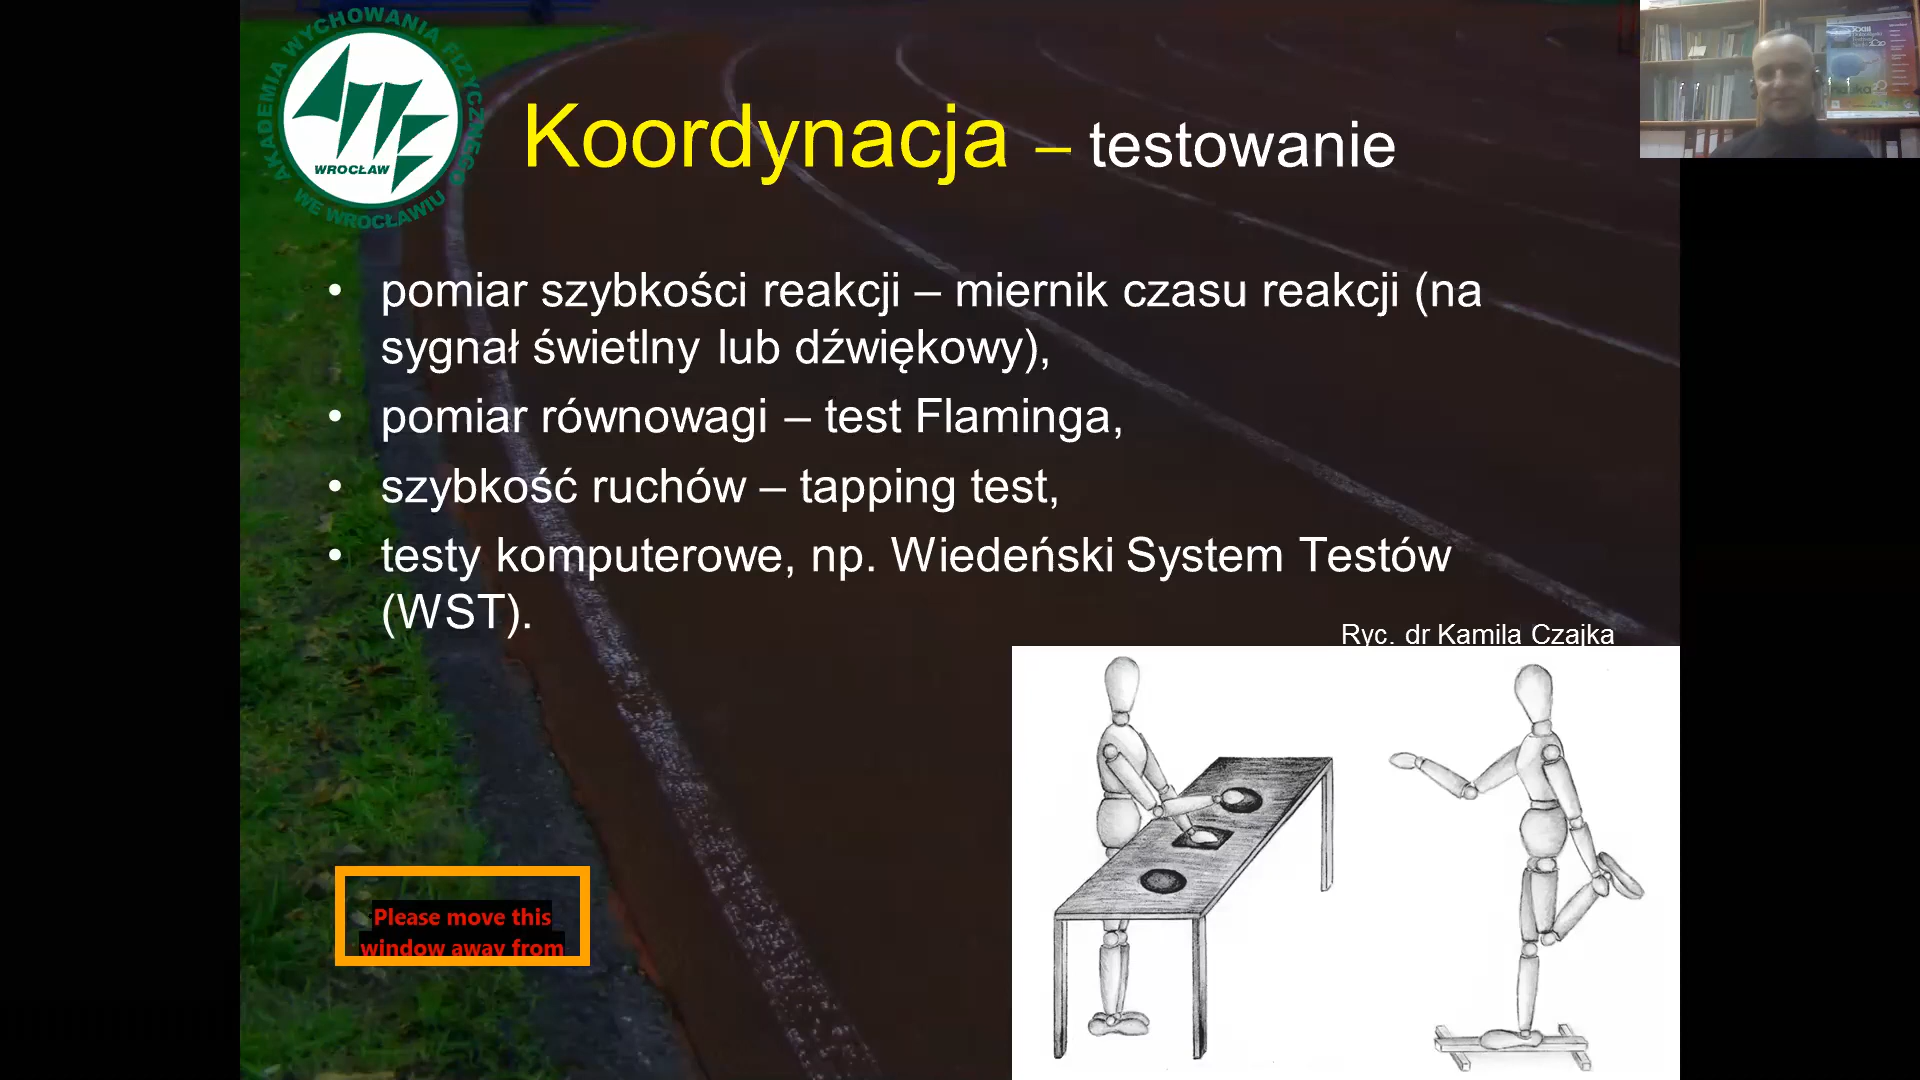 AKADEMIA WYCHOWANIA FIZYCZNEGO
WE WROCŁAWIU
WROCŁAW
Koordynacja – testowanie
• pomiar szybkości reakcji – miernik czasu reakcji (na
sygnał świetlny lub dźwiękowy),
• pomiar równowagi – test Flaminga,
• szybkość ruchów – tapping test,
• testy komputerowe, np. Wiedeński System Testów
(WST).
Ryc. dr Kamila Czajka
Please move this
window away from